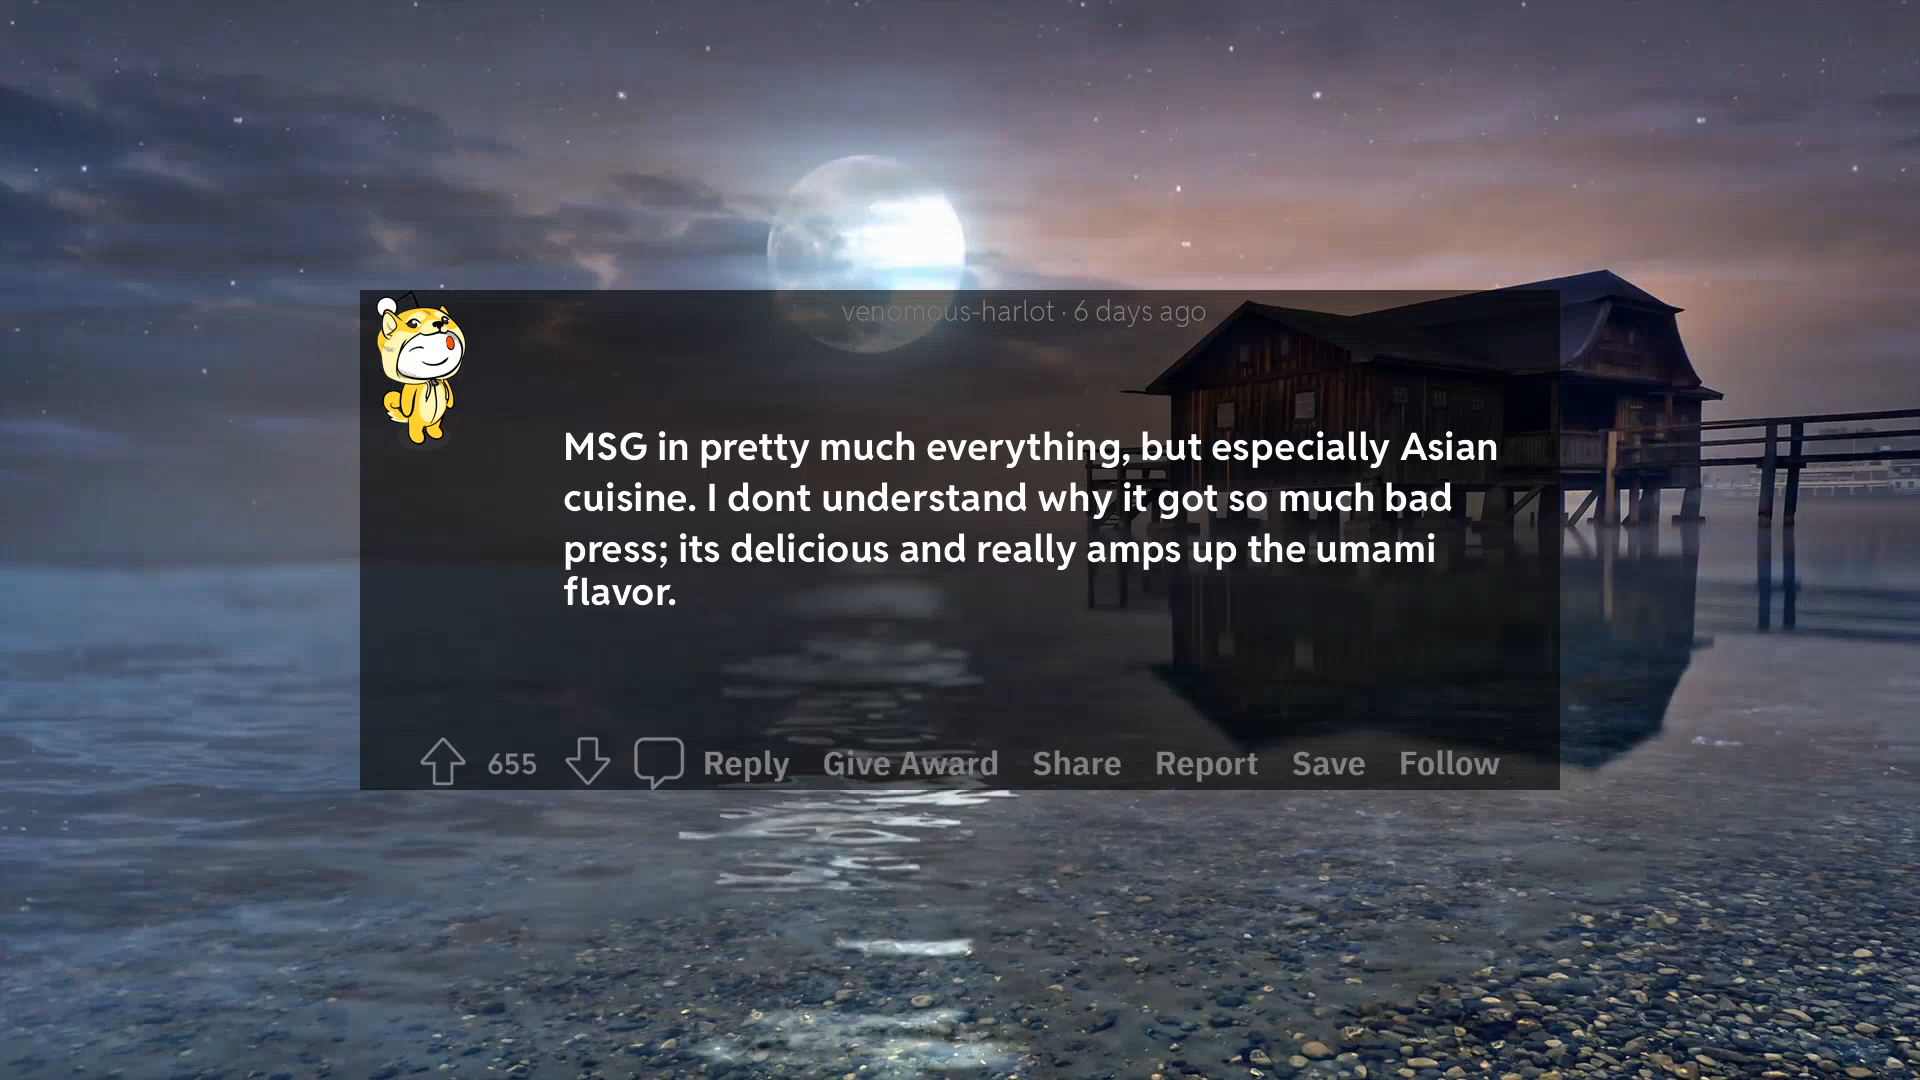 venomous-harlot · 6 days ago
MSG in pretty much everything, but especially Asian
cuisine. I dont understand why it got so much bad
press; its delicious and really amps up the umami
flavor.
655 Reply Give Award Share Report Save Follow